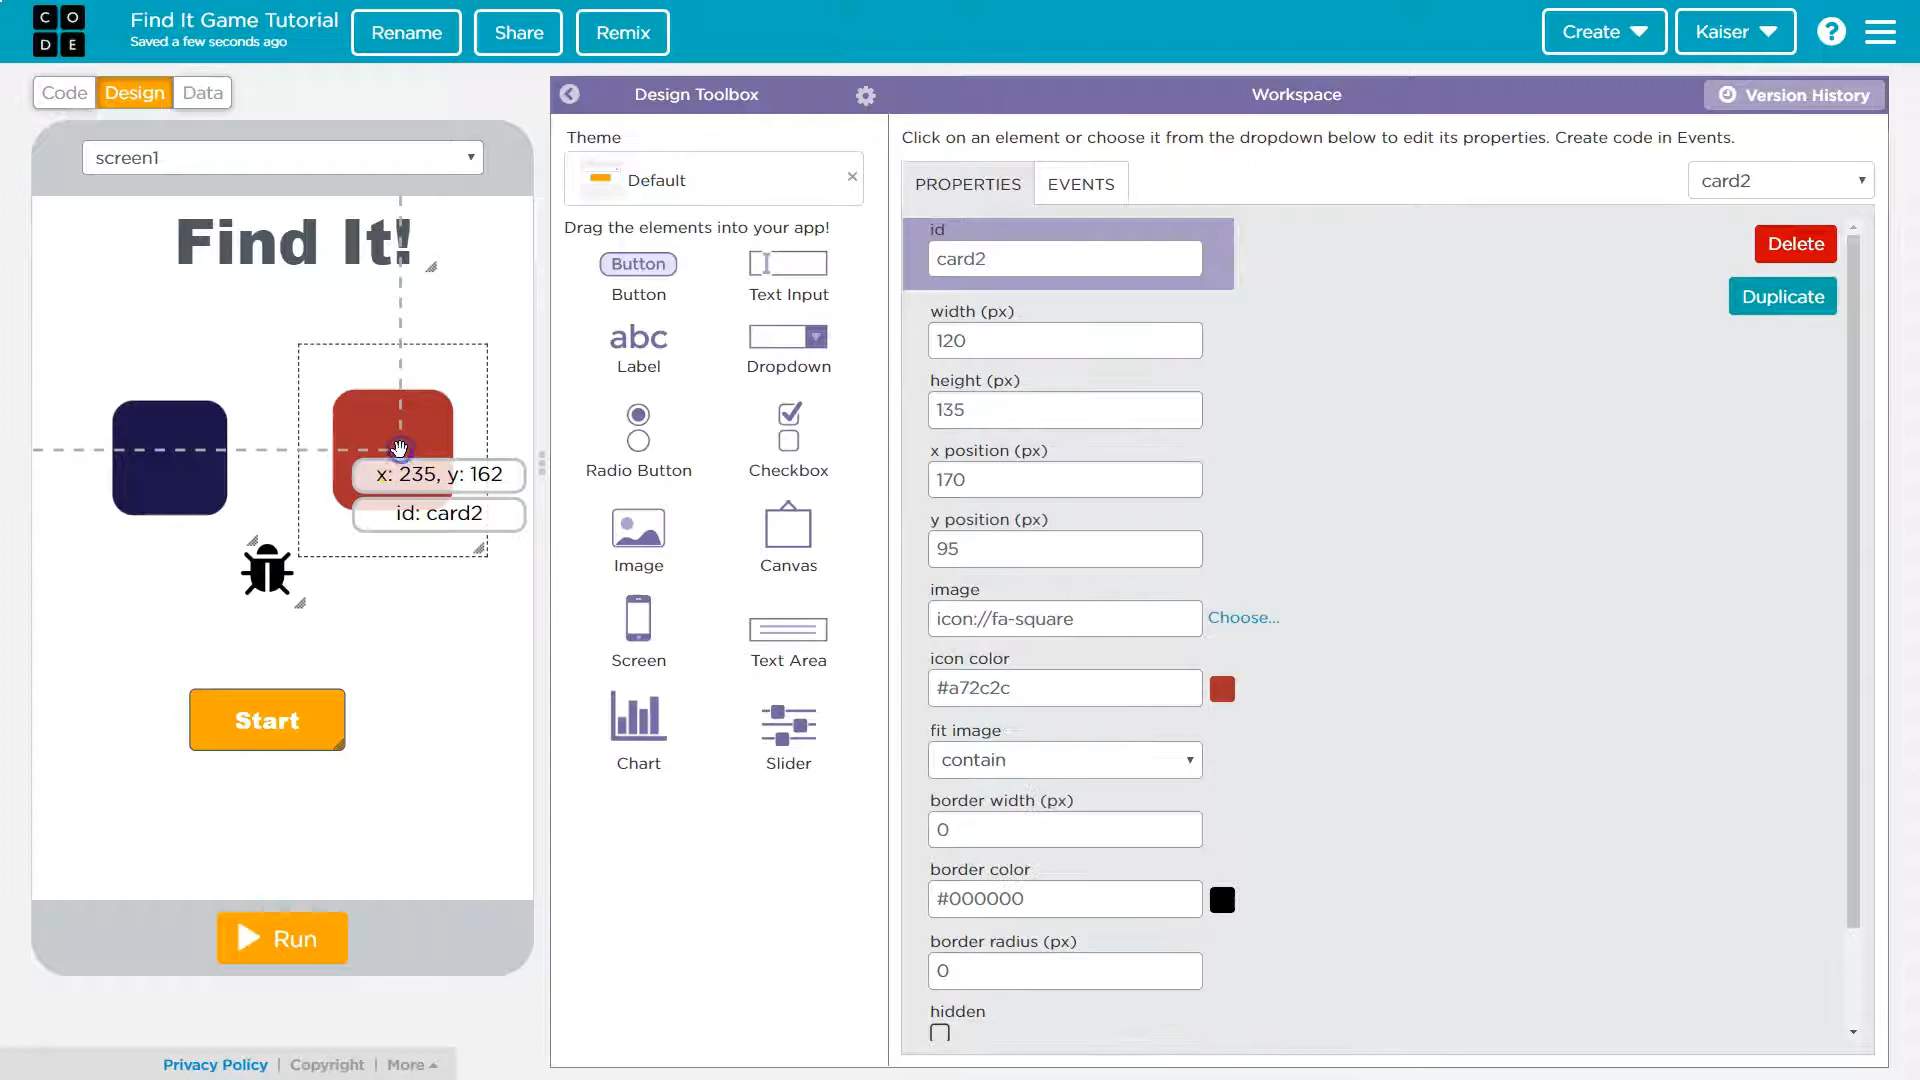 CODE
Find It Game Tutorial
Saved a few seconds ago
Rename
Share
Remix
Create
Kaiser
?
Code
Design
Data
screen1
Find It!
x: 235, y: 162
id: card2
Start
Run
Privacy Policy | Copyright | More
Design Toolbox
Theme
Default
Drag the elements into your app!
Button
Button
Text Input
abc
Label
Dropdown
Radio Button
Checkbox
Image
Canvas
Screen
Text Area
Chart
Slider
Workspace
Version History
Click on an element or choose it from the dropdown below to edit its properties. Create code in Events.
PROPERTIES
EVENTS
card2
Delete
Duplicate
id
card2
width (px)
120
height (px)
135
x position (px)
170
y position (px)
95
image
icon://fa-square
Choose...
icon color
#a72c2c
fit image
contain
border width (px)
0
border color
#000000
border radius (px)
0
hidden